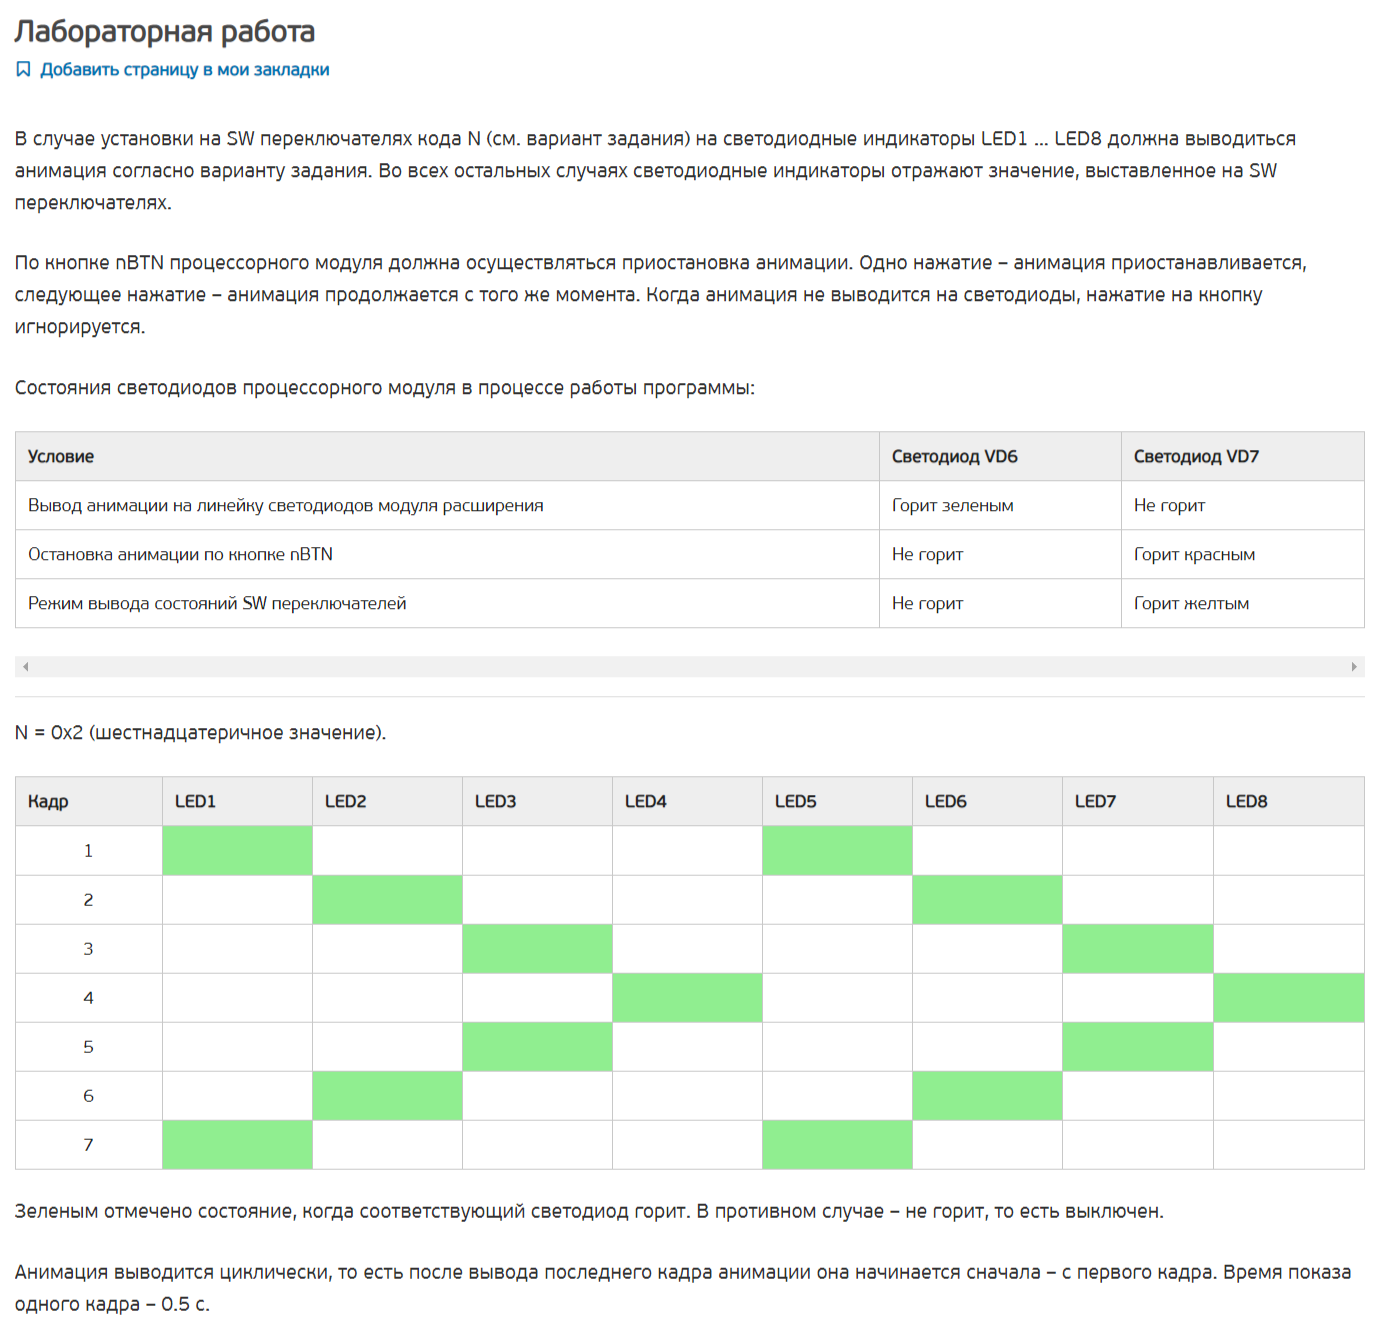 Лабораторная работа
Добавить страницу в мои закладки
В случае установки на SW переключателях кода N (см. вариант задания) на светодиодные индикаторы LED1 ... LED8 должна выводиться
анимация согласно варианту задания. Во всех остальных случаях светодиодные индикаторы отражают значение, выставленное на SW
переключателях.
По кнопке nBTN процессорного модуля должна осуществляться приостановка анимации. Одно нажатие – анимация приостанавливается,
следующее нажатие – анимация продолжается с того же момента. Когда анимация не выводится на светодиоды, нажатие на кнопку
игнорируется.
Состояния светодиодов процессорного модуля в процессе работы программы:
Условие Светодиод VD6 Светодиод VD7
Вывод анимации на линейку светодиодов модуля расширения Горит зеленым Не горит
Остановка анимации по кнопке nBTN Не горит Горит красным
Режим вывода состояний SW переключателей Не горит Горит желтым
N = 0x2 (шестнадцатеричное значение).
Кадр LED1 LED2 LED3 LED4 LED5 LED6 LED7 LED8
1
2
3
4
5
6
7
Зеленым отмечено состояние, когда соответствующий светодиод горит. В противном случае – не горит, то есть выключен.
Анимация выводится циклически, то есть после вывода последнего кадра анимации она начинается сначала – с первого кадра. Время показа
одного кадра – 0.5 с.